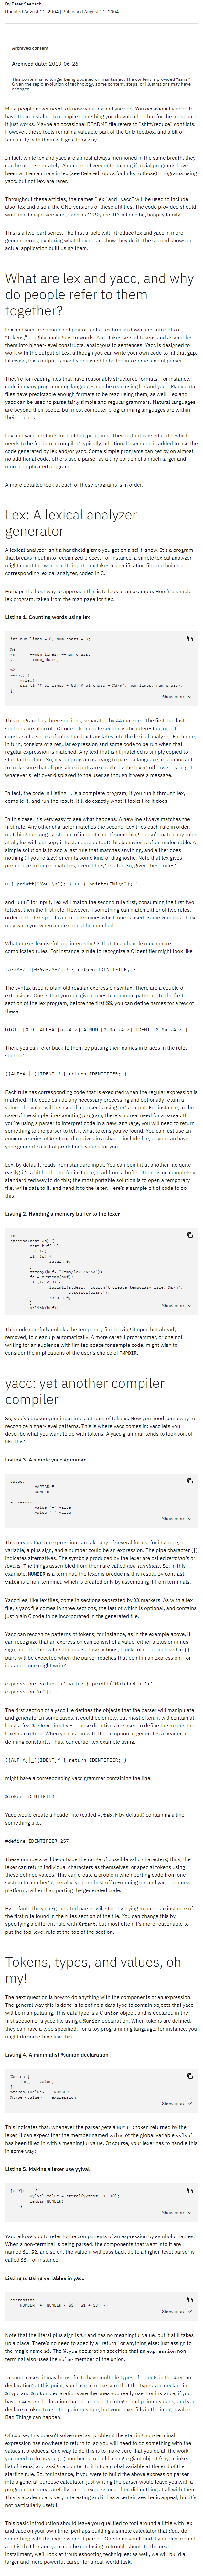 By Peter Seebach
Updated August 11, 2004 | Published August 11, 2004
Archived content
Archived date: 2019-06-26
This content is no longer being updated or maintained. The content is provided "as is."
Given the rapid evolution of technology, some content, steps, or illustrations may have
changed.
Most people never need to know what lex and yacc do. You occasionally need to
have them installed to compile something you downloaded, but for the most part,
it just works. Maybe an occasional README file refers to "shift/reduce" conflicts.
However, these tools remain a valuable part of the Unix toolbox, and a bit of
familiarity with them will go a long way.
In fact, while lex and yacc are almost always mentioned in the same breath, they
can be used separately. A number of very entertaining if trivial programs have
been written entirely in lex (see Related topics for links to those). Programs using
yacc, but not lex, are rarer.
Throughout these articles, the names "lex" and "yacc" will be used to include
also flex and bison, the GNU versions of these utilities. The code provided should
work in all major versions, such as MKS yacc. It's all one big happy family!
This is a two-part series. The first article will introduce lex and yacc in more
general terms, exploring what they do and how they do it. The second shows an
actual application built using them.
What are lex and yacc, and why
do people refer to them
together?
Lex and yacc are a matched pair of tools. Lex breaks down files into sets of
"tokens," roughly analogous to words. Yacc takes sets of tokens and assembles
them into higher-level constructs, analogous to sentences. Yacc is designed to
work with the output of Lex, although you can write your own code to fill that gap.
Likewise, lex's output is mostly designed to be fed into some kind of parser.
They're for reading files that have reasonably structured formats. For instance,
code in many programming languages can be read using lex and yacc. Many data
files have predictable enough formats to be read using them, as well. Lex and
yacc can be used to parse fairly simple and regular grammars. Natural languages
are beyond their scope, but most computer programming languages are within
their bounds.
Lex and yacc are tools for building programs. Their output is itself code, which
needs to be fed into a compiler; typically, additional user code is added to use the
code generated by lex and/or yacc. Some simple programs can get by on almost
no additional code; others use a parser as a tiny portion of a much larger and
more complicated program.
A more detailed look at each of these programs is in order.
Lex: A lexical analyzer
generator
A lexical analyzer isn't a handheld gizmo you get on a sci-fi show. It's a program
that breaks input into recognized pieces. For instance, a simple lexical analyzer
might count the words in its input. Lex takes a specification file and builds a
corresponding lexical analyzer, coded in C.
Perhaps the best way to approach this is to look at an example. Here's a simple
lex program, taken from the man page for flex.
Listing 1. Counting words using lex
int num_lines = 0, num_chars = 0;
%%
\n ++num_lines; ++num_chars;
. ++num_chars;
%%
main() {
yylex();
printf("# of lines = %d, # of chars = %d\n", num_lines, num_chars);
}
Show more
This program has three sections, separated by %% markers. The first and last
sections are plain old C code. The middle section is the interesting one. It
consists of a series of rules that lex translates into the lexical analyzer. Each rule,
in turn, consists of a regular expression and some code to be run when that
regular expression is matched. Any text that isn't matched is simply copied to
standard output. So, if your program is trying to parse a language, it's important
to make sure that all possible inputs are caught by the lexer; otherwise, you get
whatever's left over displayed to the user as though it were a message.
In fact, the code in Listing 1. is a complete program; if you run it through lex,
compile it, and run the result, it'll do exactly what it looks like it does.
In this case, it's very easy to see what happens. A newline always matches the
first rule. Any other character matches the second. Lex tries each rule in order,
matching the longest stream of input it can. If something doesn't match any rules
at all, lex will just copy it to standard output; this behavior is often undesirable. A
simple solution is to add a last rule that matches anything, and either does
nothing (if you're lazy) or emits some kind of diagnostic. Note that lex gives
preference to longer matches, even if they're later. So, given these rules:
u { printf("You!\n"); } uu { printf("W!\n"); }
and "uuu" for input, Lex will match the second rule first, consuming the first two
letters, then the first rule. However, if something can match either of two rules,
order in the lex specification determines which one is used. Some versions of lex
may warn you when a rule cannot be matched.
What makes lex useful and interesting is that it can handle much more
complicated rules. For instance, a rule to recognize a C identifier might look like
[a-zA-Z_][0-9a-zA-Z_]* { return IDENTIFIER; }
The syntax used is plain old regular expression syntax. There are a couple of
extensions. One is that you can give names to common patterns. In the first
section of the lex program, before the first %%, you can define names for a few of
these:
DIGIT [0-9] ALPHA [a-zA-Z] ALNUM [0-9a-zA-Z] IDENT [0-9a-zA-Z_]
Then, you can refer back to them by putting their names in braces in the rules
section:
({ALPHA}|_){IDENT}* { return IDENTIFIER; }
Each rule has corresponding code that is executed when the regular expression is
matched. The code can do any necessary processing and optionally return a
value. The value will be used if a parser is using lex's output. For instance, in the
case of the simple line-counting program, there's no real need for a parser. If
you're using a parser to interpret code in a new language, you will need to return
something to the parser to tell it what tokens you've found. You can just use an
enum or a series of #define directives in a shared include file, or you can have
yacc generate a list of predefined values for you.
Lex, by default, reads from standard input. You can point it at another file quite
easily; it's a bit harder to, for instance, read from a buffer. There is no completely
standardized way to do this; the most portable solution is to open a temporary
file, write data to it, and hand it to the lexer. Here's a sample bit of code to do
this:
Listing 2. Handing a memory buffer to the lexer
int
doparse(char *s) {
char buf[15];
int fd;
if (!s) {
return 0;
}
strcpy(buf, "/tmp/lex.XXXXX");
fd = mkstemp(buf);
if (fd < 0) {
fprintf(stderr, "couldn't create temporary file: %s\n",
strerror(errno));
return 0;
}
unlink(buf);
Show more
This code carefully unlinks the temporary file, leaving it open but already
removed, to clean up automatically. A more careful programmer, or one not
writing for an audience with limited space for sample code, might wish to
consider the implications of the user's choice of TMPDIR.
yacc: yet another compiler
compiler
So, you've broken your input into a stream of tokens. Now you need some way to
recognize higher-level patterns. This is where yacc comes in: yacc lets you
describe what you want to do with tokens. A yacc grammar tends to look sort of
like this:
Listing 3. A simple yacc grammar
value:
VARIABLE
| NUMBER
expression:
value '+' value
| value '-' value
Show more
This means that an expression can take any of several forms; for instance, a
variable, a plus sign, and a number could be an expression. The pipe character (|)
indicates alternatives. The symbols produced by the lexer are called terminals or
tokens. The things assembled from them are called non-terminals. So, in this
example, NUMBER is a terminal; the lexer is producing this result. By contrast,
value is a non-terminal, which is created only by assembling it from terminals.
Yacc files, like lex files, come in sections separated by %% markers. As with a lex
file, a yacc file comes in three sections, the last of which is optional, and contains
just plain C code to be incorporated in the generated file.
Yacc can recognize patterns of tokens; for instance, as in the example above, it
can recognize that an expression can consist of a value, either a plus or minus
sign, and another value. It can also take actions; blocks of code enclosed in {}
pairs will be executed when the parser reaches that point in an expression. For
instance, one might write:
expression: value '+' value { printf("Matched a '+'
expression.\n"); }
The first section of a yacc file defines the objects that the parser will manipulate
and generate. In some cases, it could be empty, but most often, it will contain at
least a few %token directives. These directives are used to define the tokens the
lexer can return. When yacc is run with the -d option, it generates a header file
defining constants. Thus, our earlier lex example using:
({ALPHA}|_){IDENT}* { return IDENTIFIER; }
might have a corresponding yacc grammar containing the line:
%token IDENTIFIER
Yacc would create a header file (called y.tab.h by default) containing a line
something like:
#define IDENTIFIER 257
These numbers will be outside the range of possible valid characters; thus, the
lexer can return individual characters as themselves, or special tokens using
these defined values. This can create a problem when porting code from one
system to another: generally, you are best off re-running lex and yacc on a new
platform, rather than porting the generated code.
By default, the yacc-generated parser will start by trying to parse an instance of
the first rule found in the rules section of the file. You can change this by
specifying a different rule with %start, but most often it's more reasonable to
put the top-level rule at the top of the section.
Tokens, types, and values, oh
my!
The next question is how to do anything with the components of an expression.
The general way this is done is to define a data type to contain objects that yacc
will be manipulating. This data type is a C union object, and is declared in the
first section of a yacc file using a %union declaration. When tokens are defined,
they can have a type specified. For a toy programming language, for instance, you
might do something like this:
Listing 4. A minimalist %union declaration
%union {
long value;
}
%token <value> NUMBER
%type <value> expression
Show more
This indicates that, whenever the parser gets a NUMBER token returned by the
lexer, it can expect that the member named value of the global variable yylval
has been filled in with a meaningful value. Of course, your lexer has to handle this
in some way:
Listing 5. Making a lexer use yylval
[0-9]+ {
yylval.value = strtol(yytext, 0, 10);
return NUMBER;
}
Show more
Yacc allows you to refer to the components of an expression by symbolic names.
When a non-terminal is being parsed, the components that went into it are
named $1, $2, and so on; the value it will pass back up to a higher-level parser is
called $$. For instance:
Listing 6. Using variables in yacc
expression:
NUMBER '+' NUMBER { $$ = $1 + $3; }
Show more
Note that the literal plus sign is $2 and has no meaningful value, but it still takes
up a place. There's no need to specify a "return" or anything else: just assign to
the magic name $$. The %type declaration specifies that an expression non-
terminal also uses the value member of the union.
In some cases, it may be useful to have multiple types of objects in the %union
declaration; at this point, you have to make sure that the types you declare in
%type and %token declarations are the ones you really use. For instance, if you
have a %union declaration that includes both integer and pointer values, and you
declare a token to use the pointer value, but your lexer fills in the integer value...
Bad Things can happen.
Of course, this doesn't solve one last problem: the starting non-terminal
expression has nowhere to return to, so you will need to do something with the
values it produces. One way to do this is to make sure that you do all the work
you need to do as you go; another is to build a single giant object (say, a linked
list of items) and assign a pointer to it into a global variable at the end of the
starting rule. So, for instance, if you were to build the above expression parser
into a general-purpose calculator, just writing the parser would leave you with a
program that very carefully parsed expressions, then did nothing at all with them.
This is academically very interesting and it has a certain aesthetic appeal, but it's
not particularly useful.
This basic introduction should leave you qualified to fool around a little with lex
and yacc on your own time; perhaps building a simple calculator that does do
something with the expressions it parses. One thing you'll find if you play around
a bit is that lex and yacc can be confusing to troubleshoot. In the next
installment, we'll look at troubleshooting techniques; as well, we will build a
larger and more powerful parser for a real-world task.